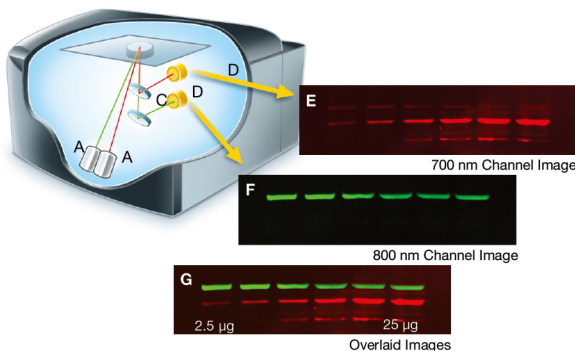 D
C
D
A
A
E
700 nm Channel Image
F
800 nm Channel Image
G
2.5 µg
25 µg
Overlaid Images